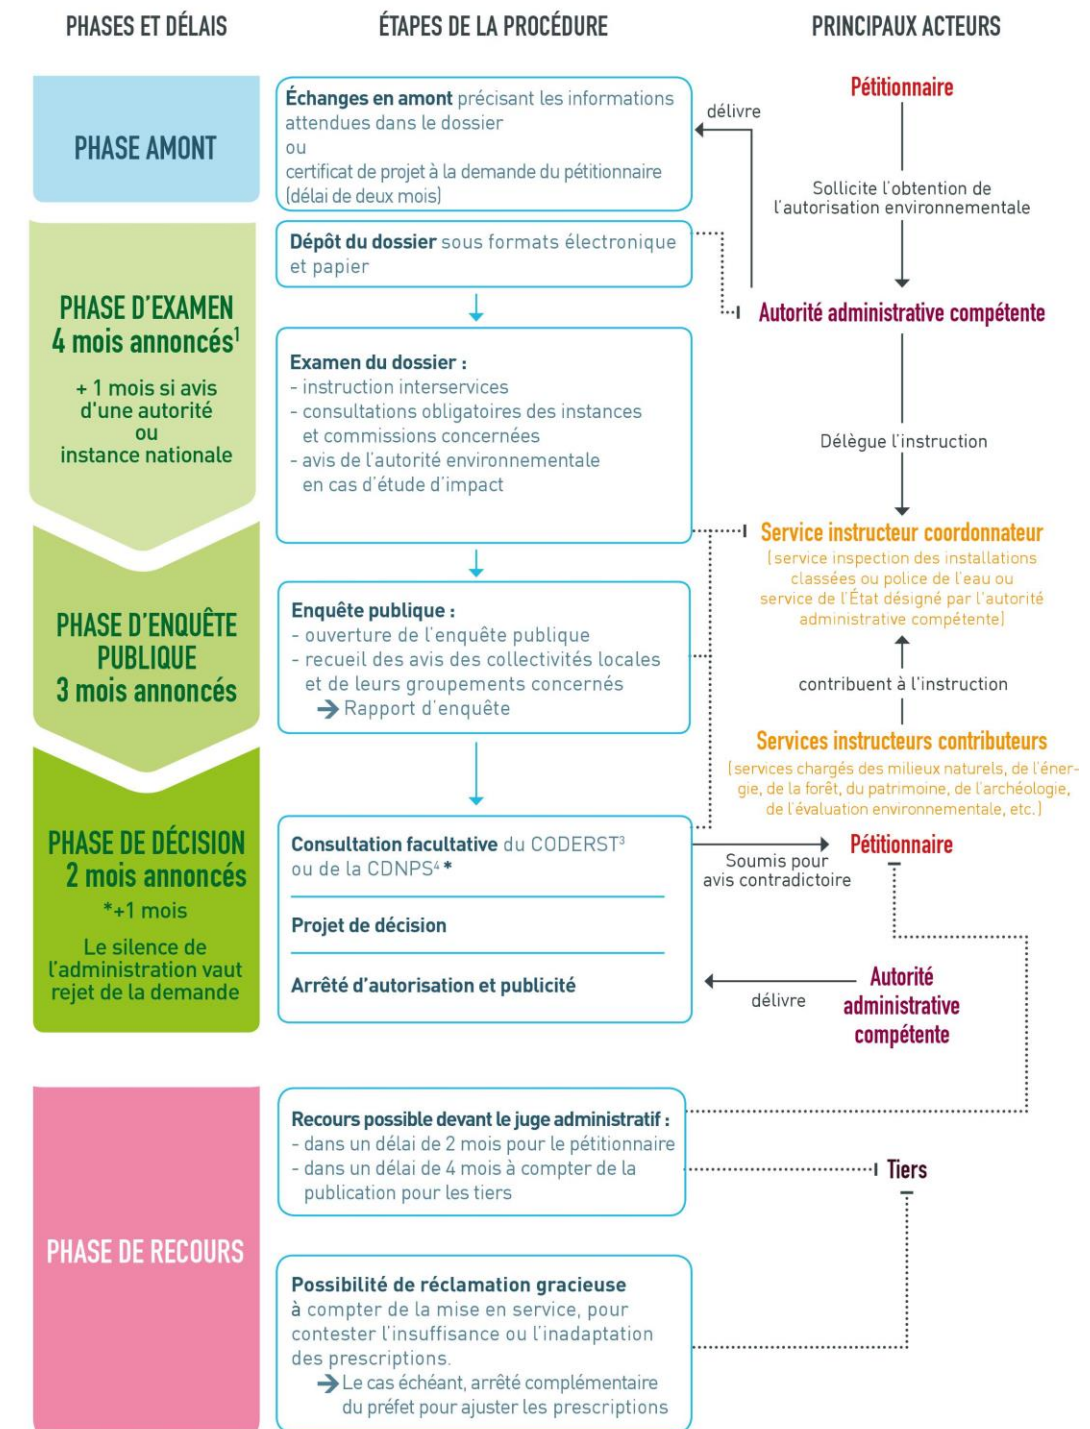 PHASES ET DÉLAIS
ÉTAPES DE LA PROCÉDURE
PRINCIPAUX ACTEURS
PHASE AMONT
Échanges en amont précisant les informations
attendues dans le dossier
ou
certificat de projet à la demande du pétitionnaire
(délai de deux mois)
délivre
Pétitionnaire
Sollicite l'obtention de
l'autorisation environnementale
PHASE D'EXAMEN
4 mois annoncés¹
+ 1 mois si avis
d'une autorité
ou
instance nationale
Dépôt du dossier sous formats électronique
et papier
Autorité administrative compétente
Examen du dossier :
- instruction interservices
- consultations obligatoires des instances
et commissions concernées
- avis de l'autorité environnementale
en cas d'étude d'impact
Délègue l'instruction
Service instructeur coordonnateur
(service inspection des installations
classées ou police de l'eau ou
service de l'État désigné par l'autorité
administrative compétente)
PHASE D'ENQUÊTE
PUBLIQUE
3 mois annoncés
Enquête publique :
- ouverture de l'enquête publique
- recueil des avis des collectivités locales
et de leurs groupements concernés
➔ Rapport d'enquête
contribuent à l'instruction
Services instructeurs contributeurs
(services chargés des milieux naturels, de l'éner-
gie, de la forêt, du patrimoine, de l'archéologie,
de l'évaluation environnementale, etc.)
PHASE DE DÉCISION
2 mois annoncés
*+1 mois
Le silence de
l'administration vaut
rejet de la demande
Consultation facultative du CODERST³
ou de la CDNPS⁴ *
Projet de décision
Arrêté d'autorisation et publicité
Soumis pour
avis contradictoire
Pétitionnaire
délivre
Autorité
administrative
compétente
PHASE DE RECOURS
Recours possible devant le juge administratif :
- dans un délai de 2 mois pour le pétitionnaire
- dans un délai de 4 mois à compter de la
publication pour les tiers
Tiers
Possibilité de réclamation gracieuse
à compter de la mise en service, pour
contester l'insuffisance ou l'inadaptation
des prescriptions.
➔ Le cas échéant, arrêté complémentaire
du préfet pour ajuster les prescriptions